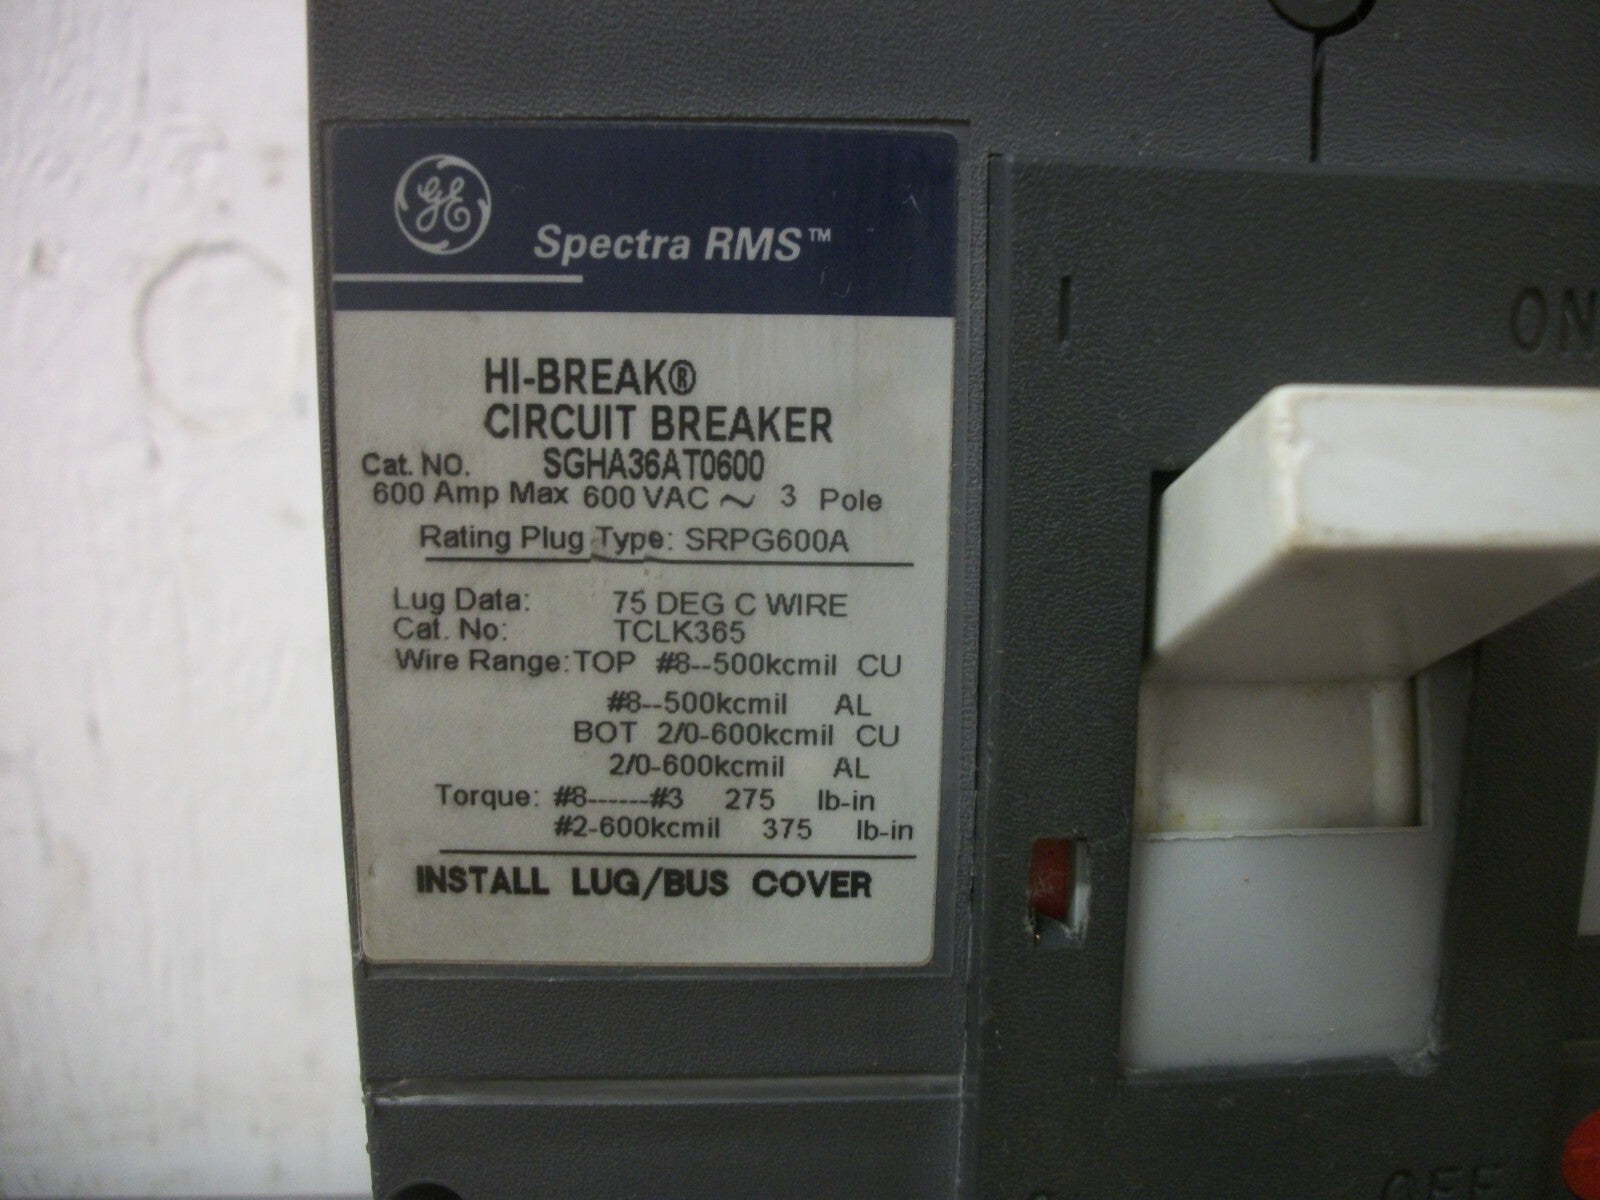 GE
Spectra RMS™
HI-BREAK®
CIRCUIT BREAKER
Cat. NO. SGHA36AT0600
600 Amp Max 600 VAC ~ 3 Pole
Rating Plug Type: SRPG600A
Lug Data: 75 DEG C WIRE
Cat. No: TCLK365
Wire Range: TOP #8--500kcmil CU
#8--500kcmil AL
BOT 2/0-600kcmil CU
2/0-600kcmil AL
Torque: #8------#3 275 lb-in
#2-600kcmil 375 lb-in
INSTALL LUG/BUS COVER
I ON
OFF